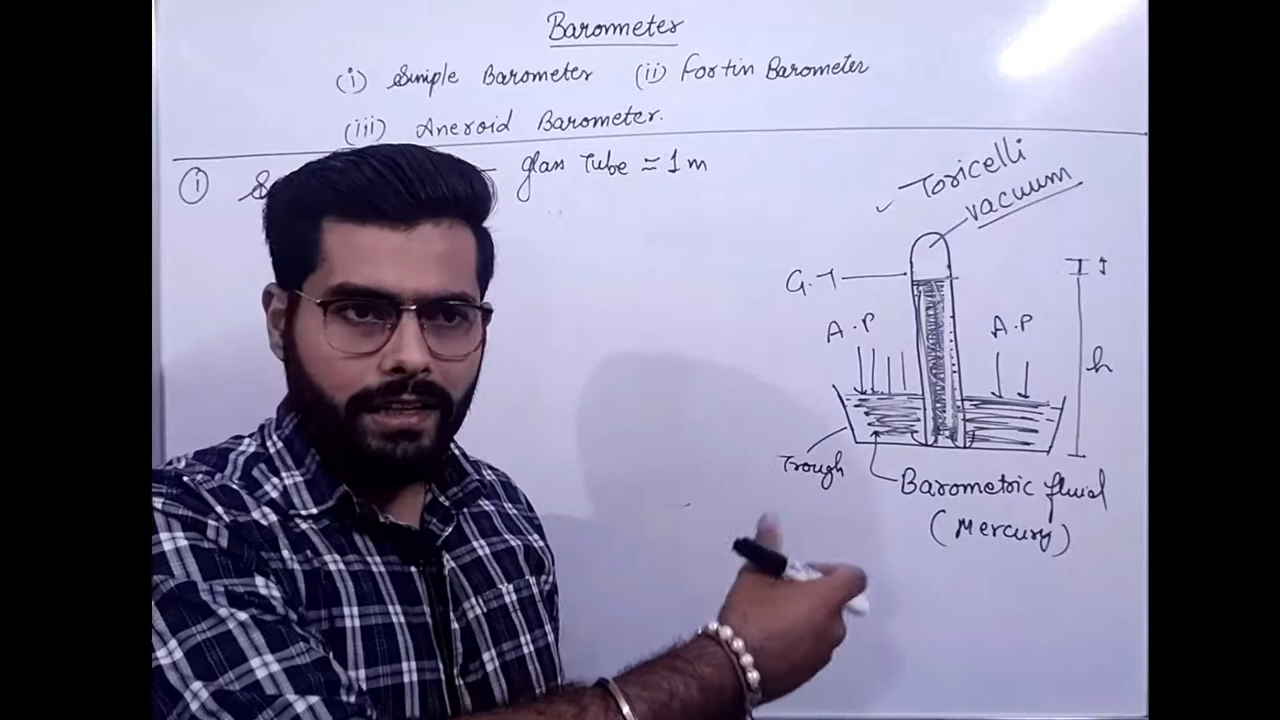 Barometer
(i) Simple Barometer (ii) Fortin Barometer
(iii) Aneroid Barometer.
① S
glass Tube ≃ 1 m
Toricelli
vacuum
G.T
A.P
A.P
h
Trough
Barometric fluid
(Mercury)